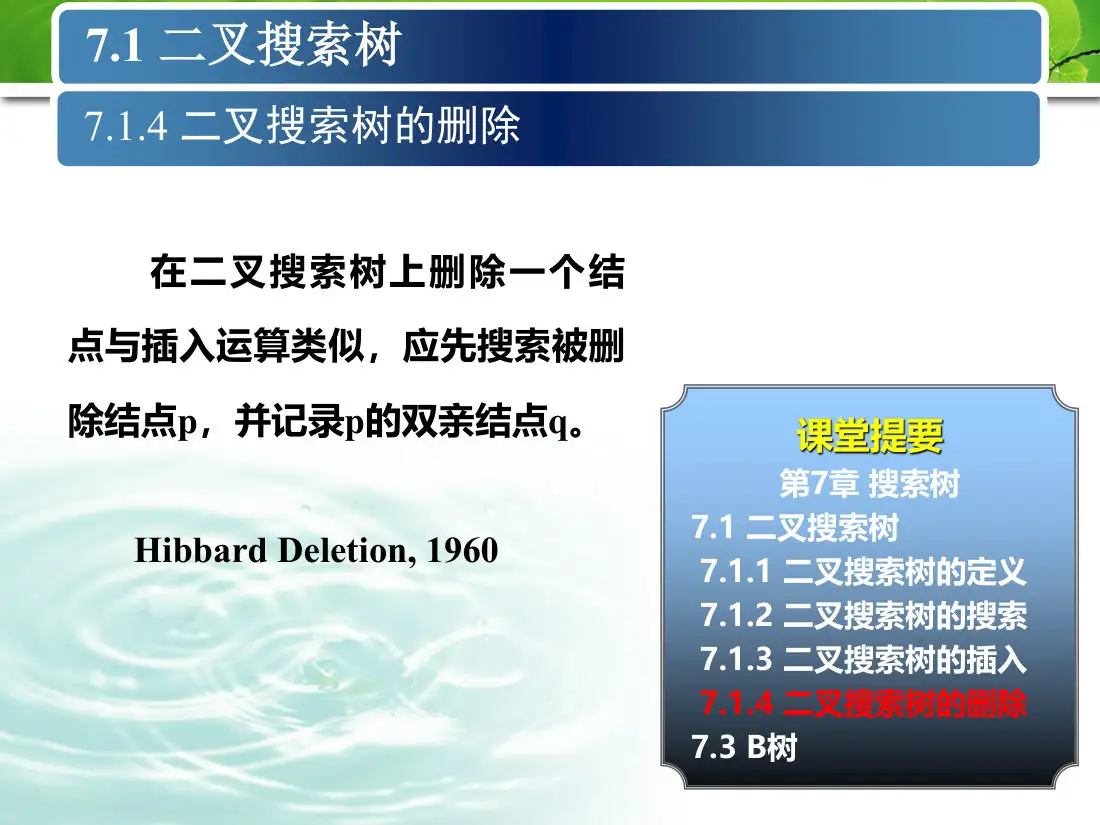 7.1 二叉搜索树
7.1.4 二叉搜索树的删除
在二叉搜索树上删除一个结
点与插入运算类似，应先搜索被删
除结点p，并记录p的双亲结点q。
Hibbard Deletion, 1960
课堂提要
第7章 搜索树
7.1 二叉搜索树
7.1.1 二叉搜索树的定义
7.1.2 二叉搜索树的搜索
7.1.3 二叉搜索树的插入
7.1.4 二叉搜索树的删除
7.3 B树